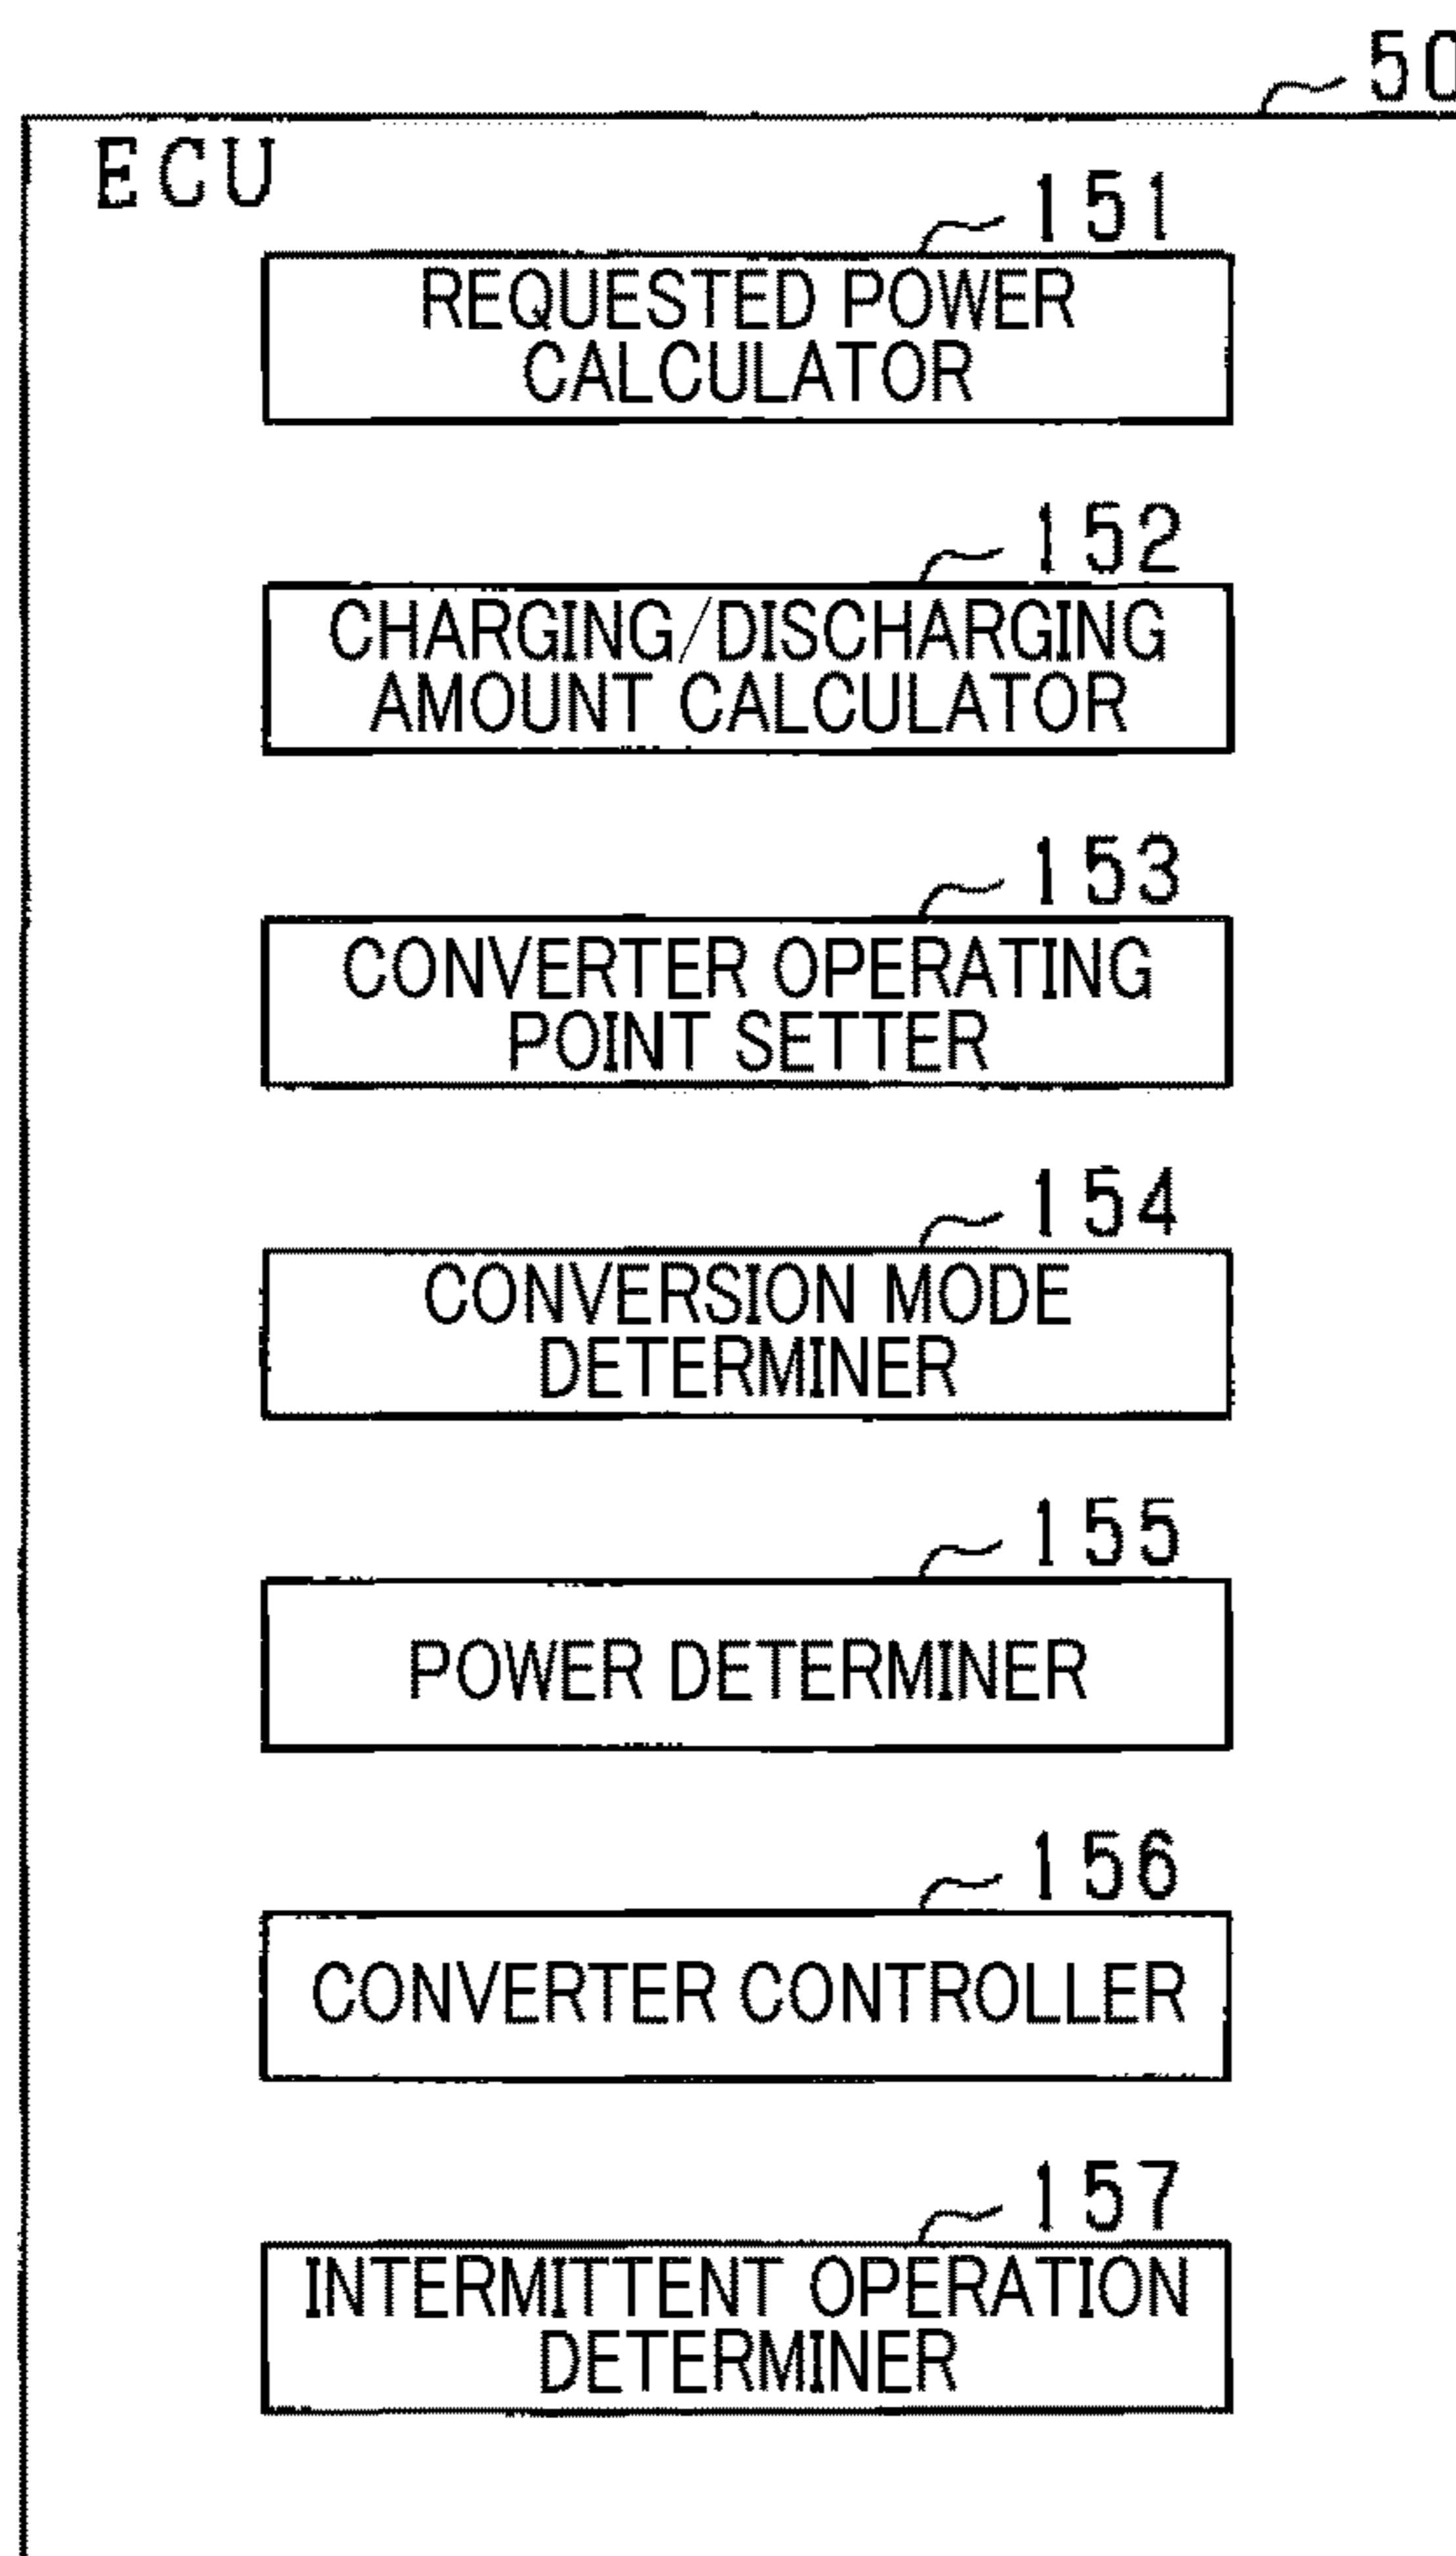 50
ECU
151
REQUESTED POWER
CALCULATOR
152
CHARGING/DISCHARGING
AMOUNT CALCULATOR
153
CONVERTER OPERATING
POINT SETTER
154
CONVERSION MODE
DETERMINER
155
POWER DETERMINER
156
CONVERTER CONTROLLER
157
INTERMITTENT OPERATION
DETERMINER